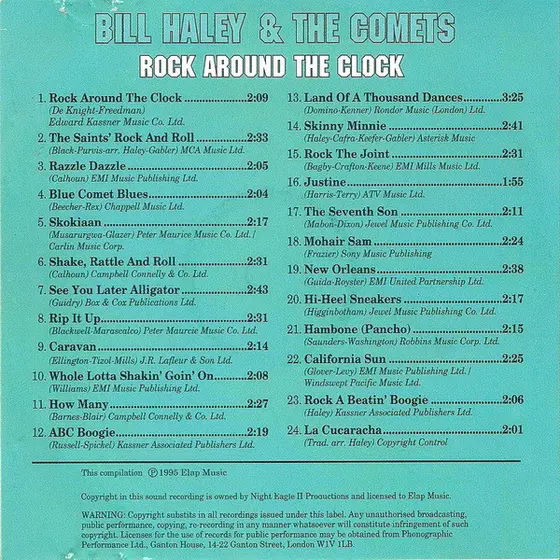 BILL HALEY & THE COMETS
ROCK AROUND THE CLOCK
1. Rock Around The Clock ..................2:09
(De Knight-Freedman)
Edward Kassner Music Co. Ltd.
2. The Saints' Rock And Roll ..............2:33
(Black-Purvis-arr. Haley-Gabler) MCA Music Ltd.
3. Razzle Dazzle ..............................2:05
(Calhoun) EMI Music Publishing Ltd.
4. Blue Comet Blues.........................2:04
(Beecher-Rex) Chappell Music Ltd.
5. Skokiaan .....................................2:17
(Musarurgwa-Glazer) Peter Maurice Music Co. Ltd. /
Carlin Music Corp.
6. Shake, Rattle And Roll .................2:31
(Calhoun) Campbell Connelly & Co. Ltd.
7. See You Later Alligator................2:43
(Guidry) Box & Cox Publications Ltd.
8. Rip It Up.....................................2:31
(Blackwell-Marascalco) Peter Maurcie Music Co. Ltd.
9. Caravan ......................................2:14
(Ellington-Tizol-Mills) J.R. Lafleur & Son Ltd.
10. Whole Lotta Shakin' Goin' On........2:08
(Williams) EMI Music Publishing Ltd.
11. How Many ...................................2:27
(Barnes-Blair) Campbell Connelly & Co. Ltd.
12. ABC Boogie..................................2:19
(Russell-Spickel) Kassner Associated Publishers Ltd.
13. Land Of A Thousand Dances..........3:25
(Domino-Kenner) Rondor Music (London) Ltd.
14. Skinny Minnie .............................2:41
(Haley-Cafra-Keefer-Gabler) Asterisk Music
15. Rock The Joint .............................2:31
(Bagby-Crafton-Keene) EMI Mills Music Ltd.
16. Justine ........................................1:55
(Harris-Terry) ATV Music Ltd.
17. The Seventh Son ..........................2:11
(Mabon-Dixon) Jewel Music Publishing Co. Ltd.
18. Mohair Sam .................................2:24
(Frazier) Sony Music Publishing
19. New Orleans.................................2:38
(Guida-Royster) EMI United Partnership Ltd.
20. Hi-Heel Sneakers .........................2:17
(Higginbotham) Jewel Music Publishing Co. Ltd.
21. Hambone (Pancho)........................2:15
(Saunders-Washington) Robbins Music Corp. Ltd.
22. California Sun .............................2:25
(Glover-Levy) EMI Music Publishing Ltd. /
Windswept Pacific Music Ltd.
23. Rock A Beatin' Boogie ..................2:06
(Haley) Kassner Associated Publishers Ltd.
24. La Cucaracha ...............................2:01
(Trad. arr. Haley) Copyright Control
This compilation Ⓟ 1995 Elap Music
Copyright in this sound recording is owned by Night Eagle II Productions and licensed to Elap Music.
WARNING: Copyright substits in all recordings issued under this label. Any unauthorised broadcasting,
public performance, copying, re-recording in any manner whatsoever will constitute infringement of such
copyright. Licenses for the use of records for public performance may be obtained from Phonographic
Performance Ltd., Ganton House, 14-22 Ganton Street, London W1V 1LB.